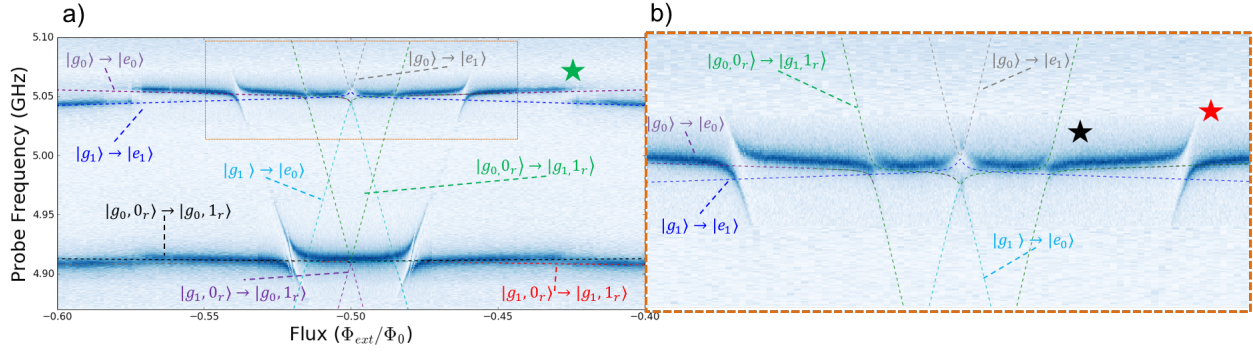 a)
Probe Frequency (GHz)
5.10
5.05
5.00
4.95
4.90
|g₀⟩ → |e₀⟩
|g₀⟩ → |e₁⟩
|g₁⟩ → |e₁⟩
|g₁ ⟩ → |e₀⟩
|g₀,0ᵣ⟩ → |g₁,1ᵣ⟩
|g₀, 0ᵣ⟩ → |g₀, 1ᵣ⟩
|g₁, 0ᵣ⟩ → |g₀, 1ᵣ⟩
|g₁, 0ᵣ⟩ → |g₁, 1ᵣ⟩
−0.60
−0.55
−0.50
−0.45
−0.40
Flux (Φₑₓₜ/Φ₀)
b)
|g₀,0ᵣ⟩ → |g₁,1ᵣ⟩
|g₀⟩ → |e₁⟩
|g₀⟩ → |e₀⟩
|g₁⟩ → |e₁⟩
|g₁ ⟩ → |e₀⟩